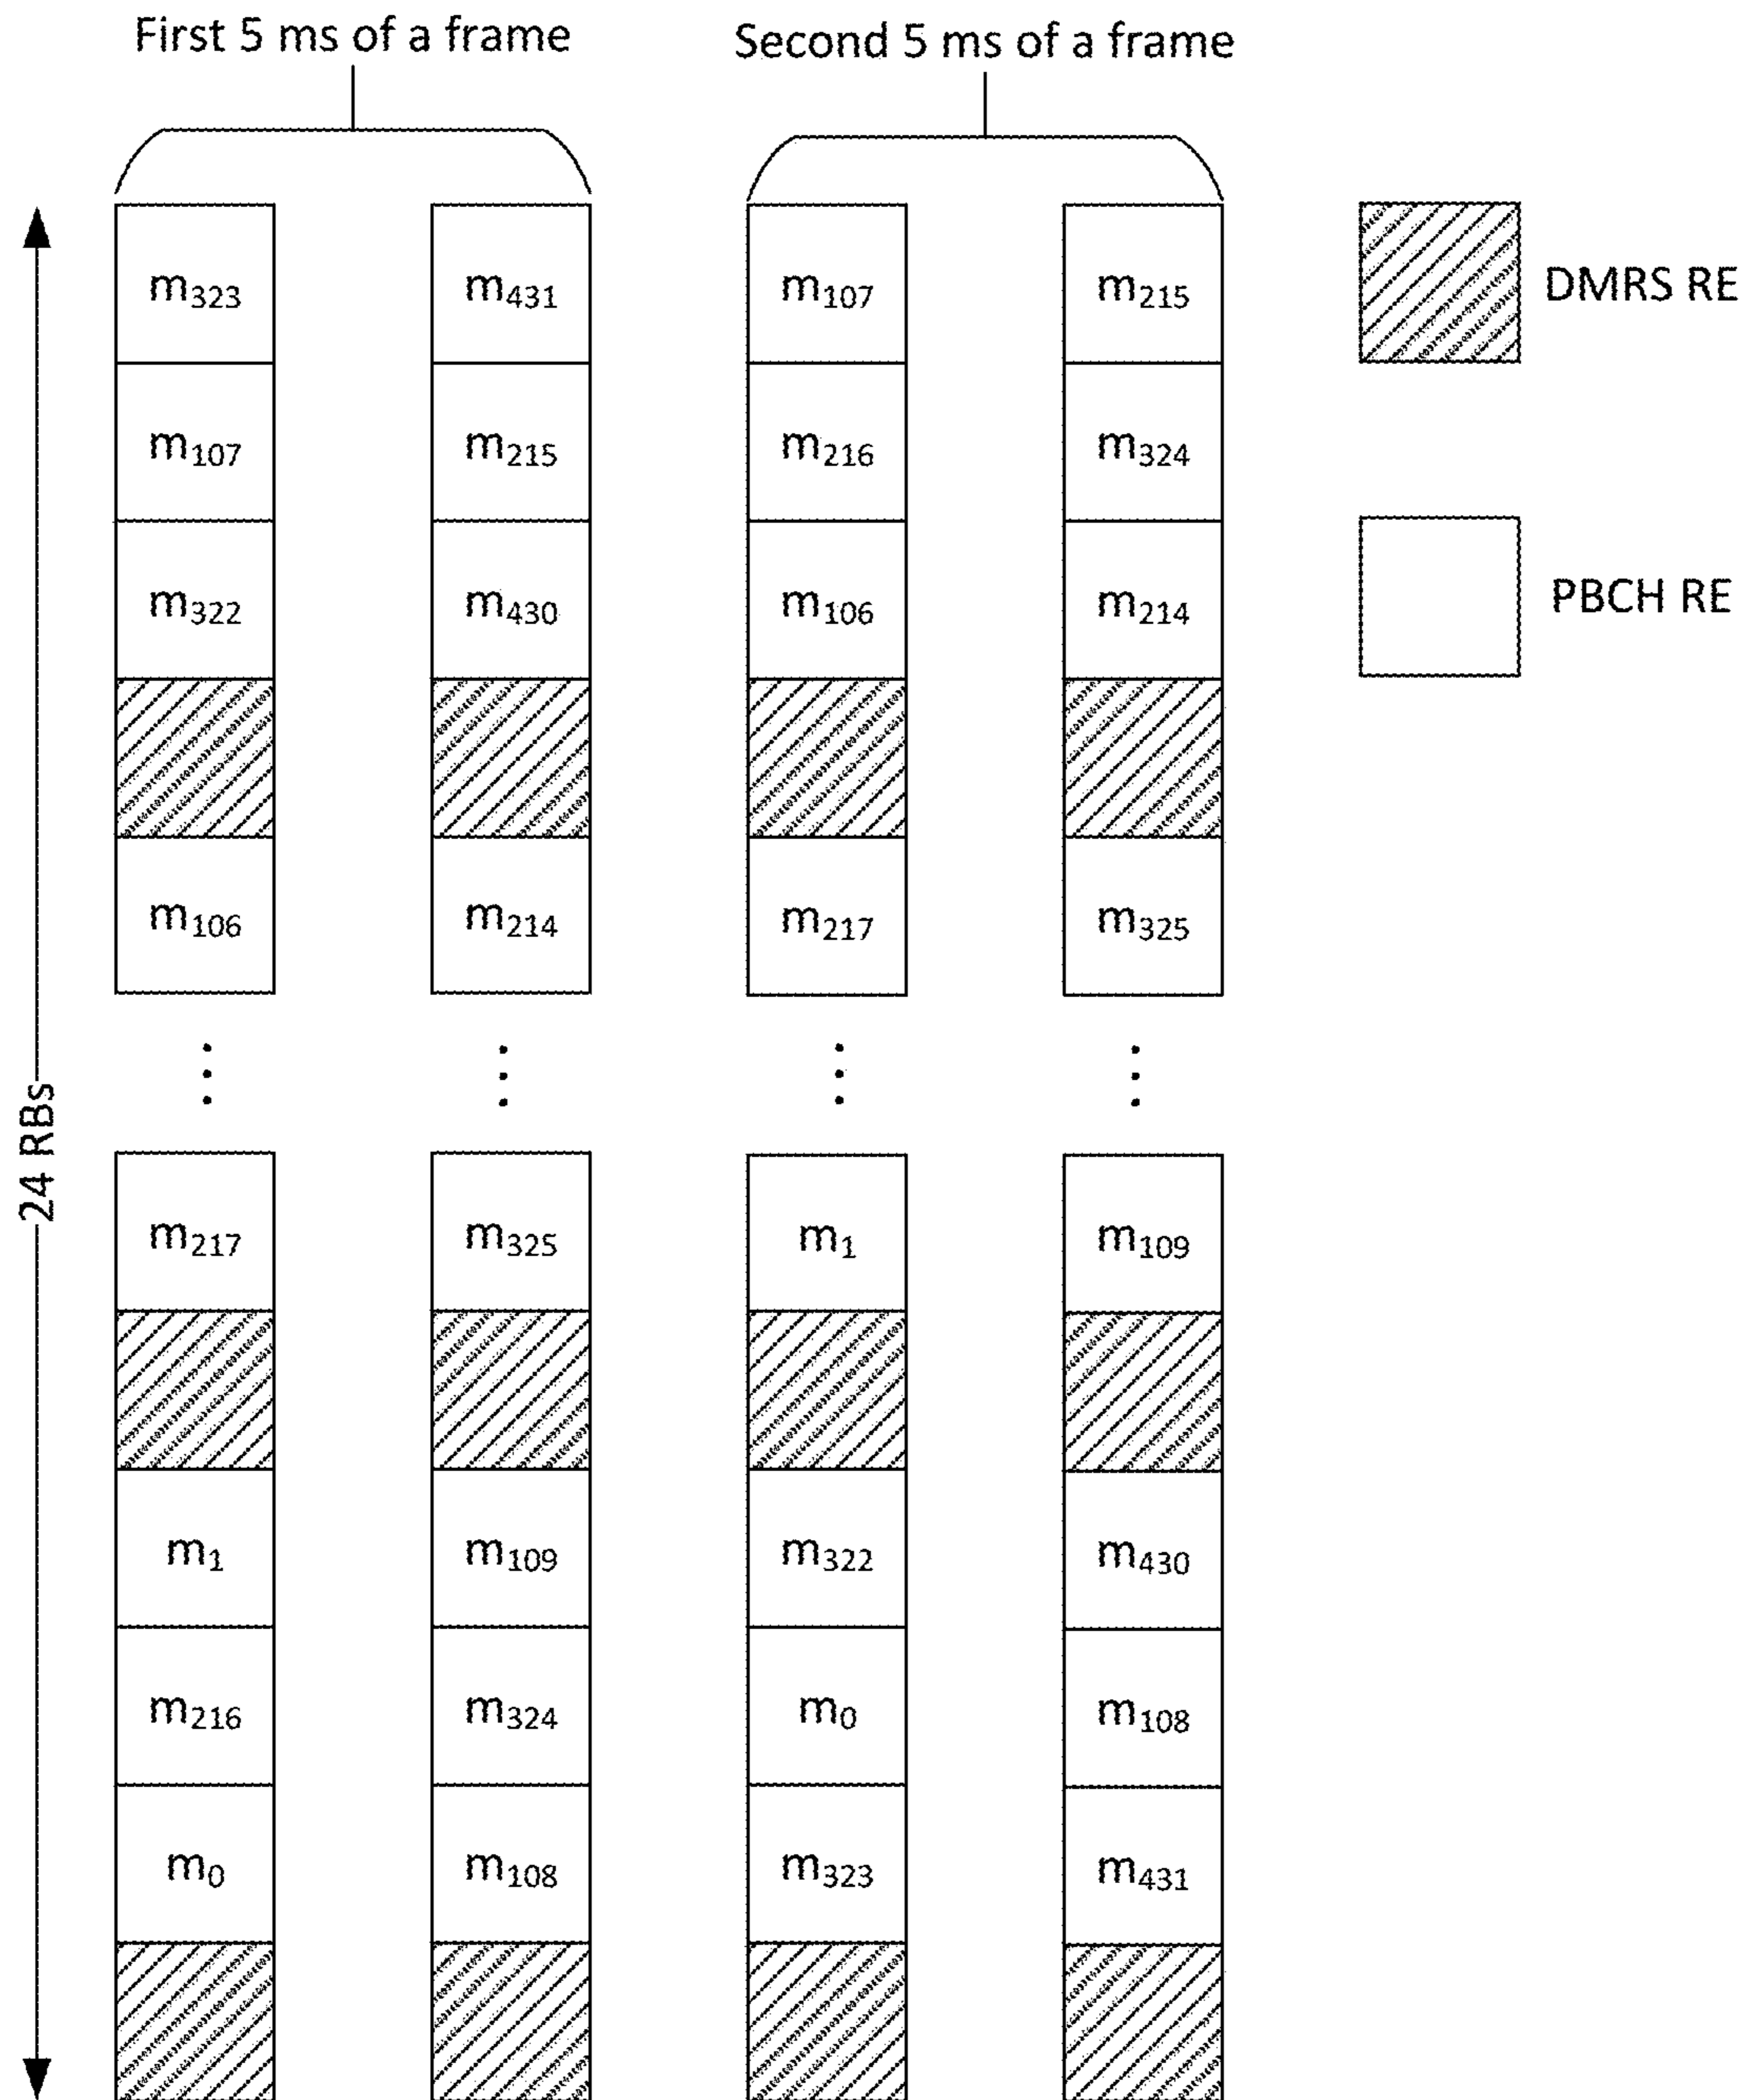 First 5 ms of a frame
Second 5 ms of a frame
m323 m431 m107 m215
DMRS RE
m107 m215 m216 m324
m322 m430 m106 m214
PBCH RE
m106 m214 m217 m325
24 RBs
m217 m325 m1 m109
m1 m109 m322 m430
m216 m324 m0 m108
m0 m108 m323 m431